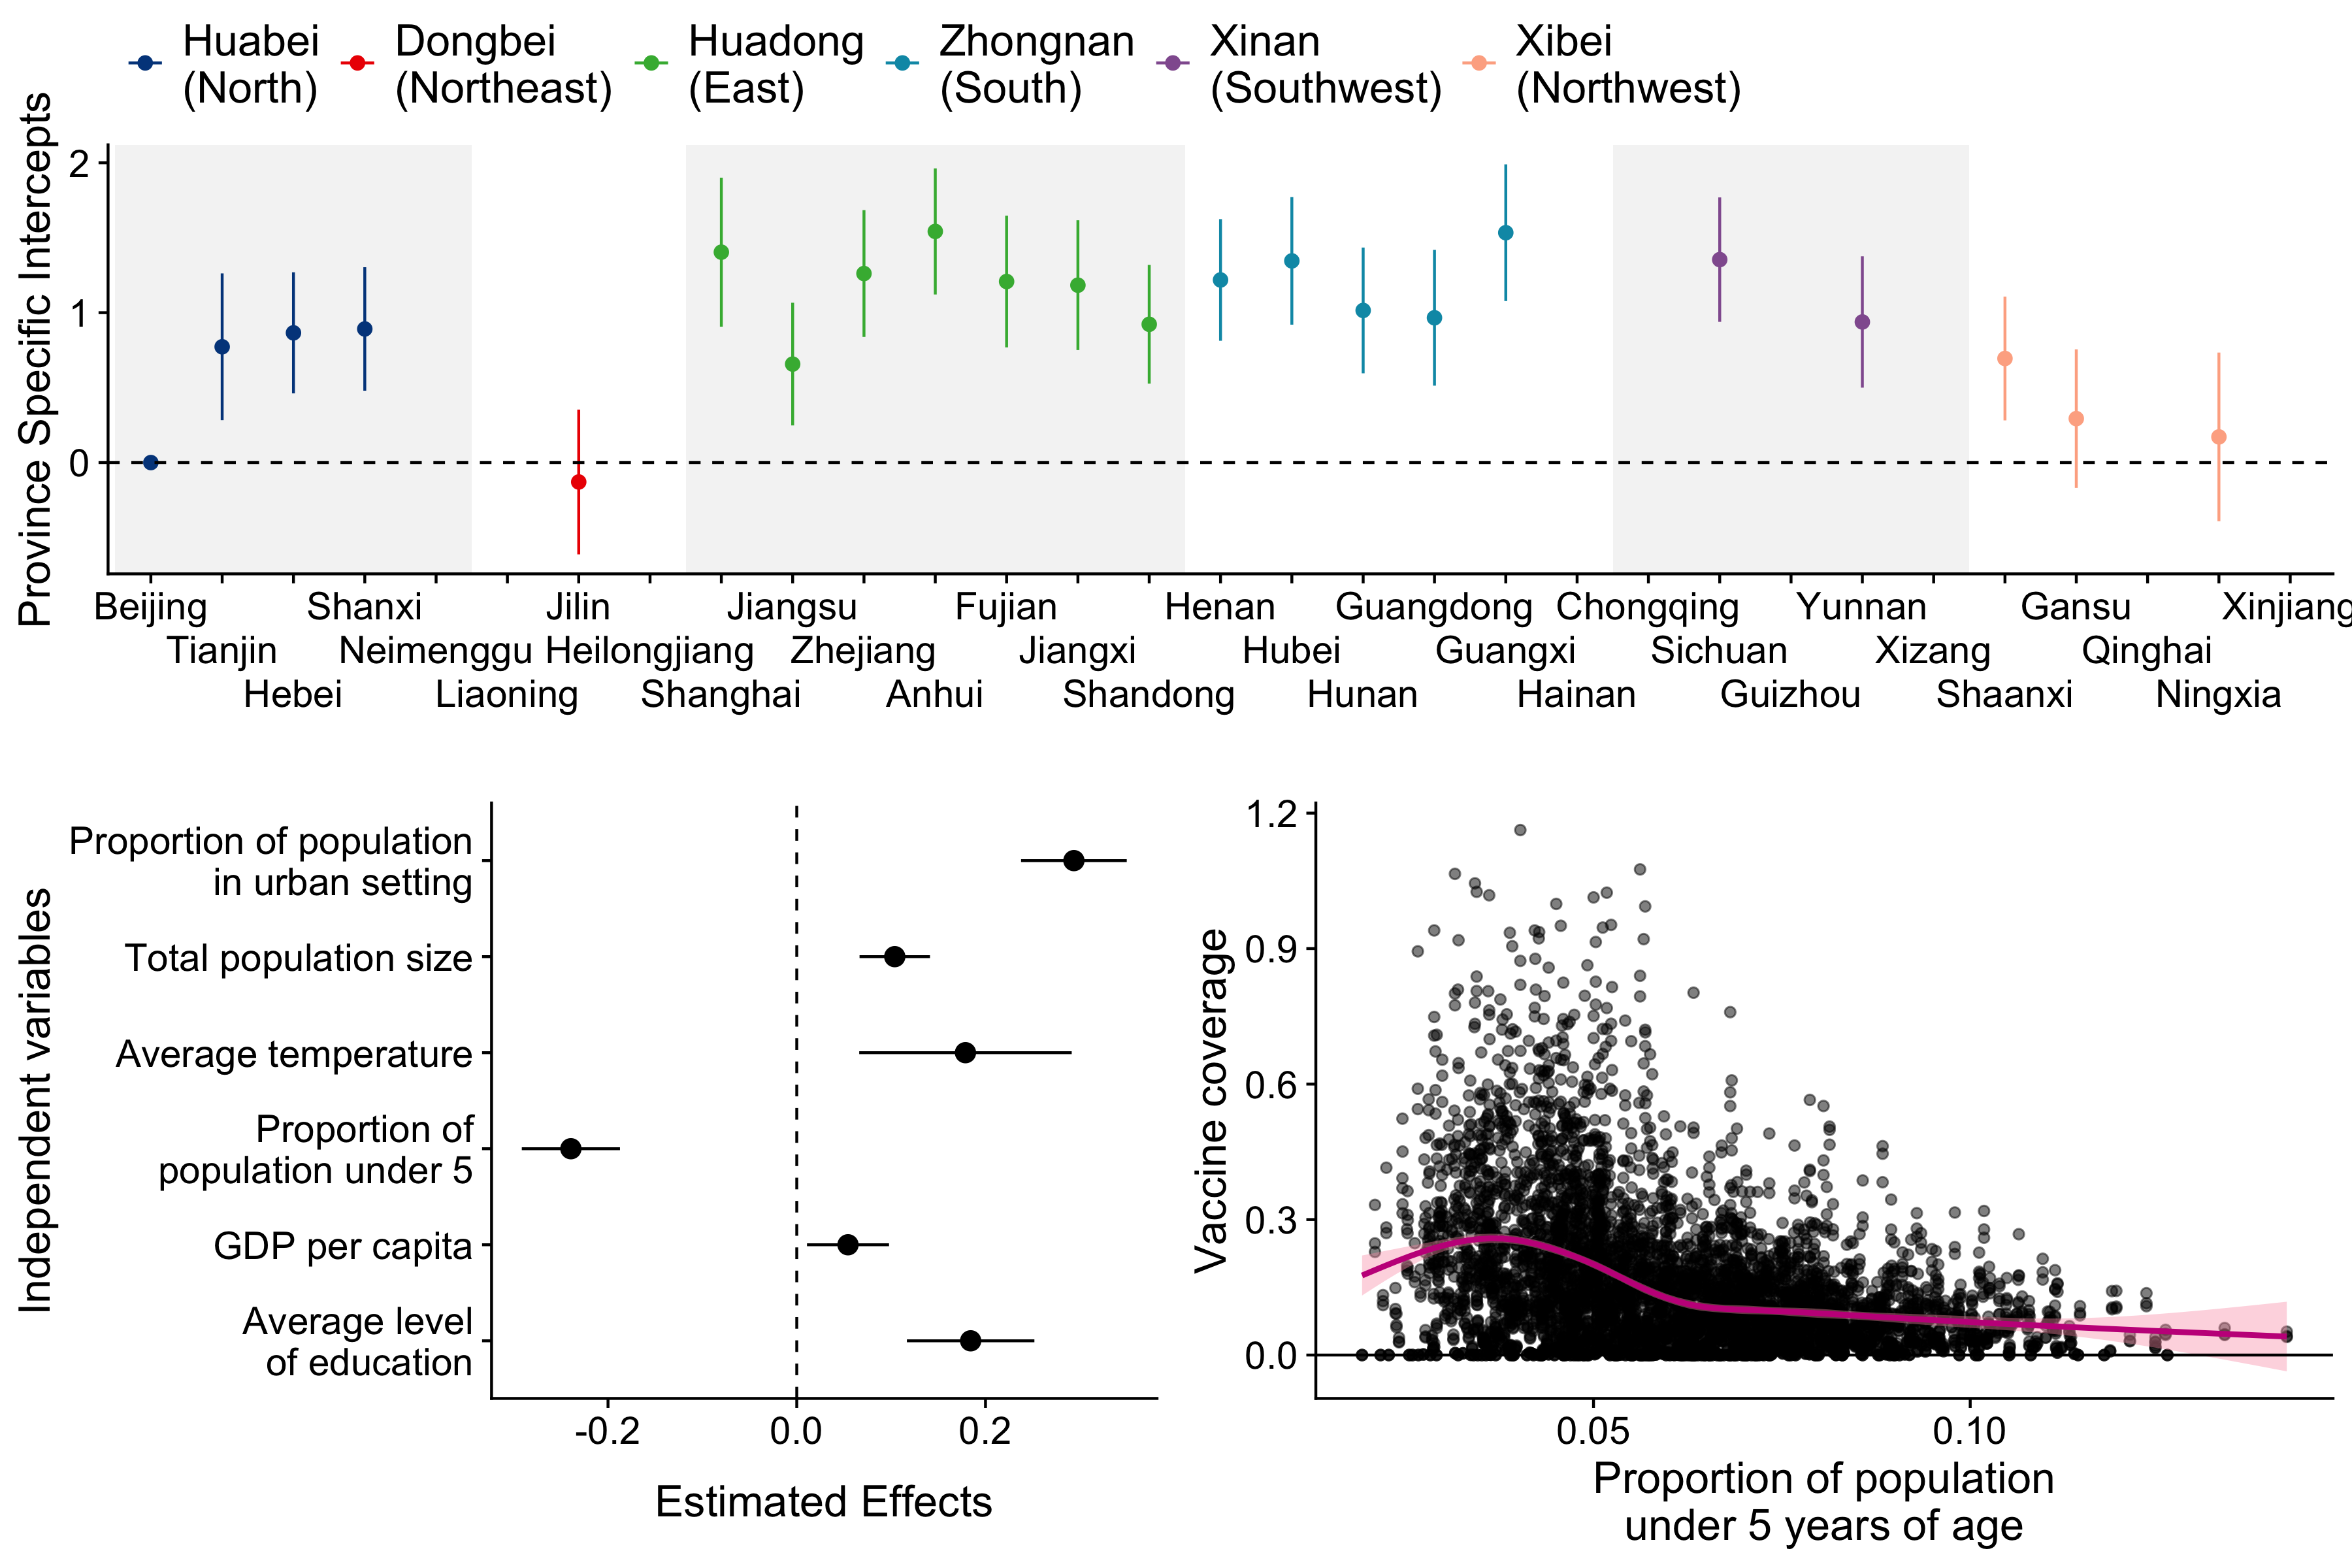 Huabei
(North)
Dongbei
(Northeast)
Huadong
(East)
Zhongnan
(South)
Xinan
(Southwest)
Xibei
(Northwest)
Province Specific Intercepts
2
1
0
Beijing Shanxi Jilin Jiangsu Fujian Henan Guangdong Chongqing Yunnan Gansu Xinjiang
Tianjin Neimenggu Heilongjiang Zhejiang Jiangxi Hubei Guangxi Sichuan Xizang Qinghai
Hebei Liaoning Shanghai Anhui Shandong Hunan Hainan Guizhou Shaanxi Ningxia
Independent variables
Proportion of population
in urban setting
Total population size
Average temperature
Proportion of
population under 5
GDP per capita
Average level
of education
-0.2 0.0 0.2
Estimated Effects
Vaccine coverage
1.2
0.9
0.6
0.3
0.0
0.05 0.10
Proportion of population
under 5 years of age